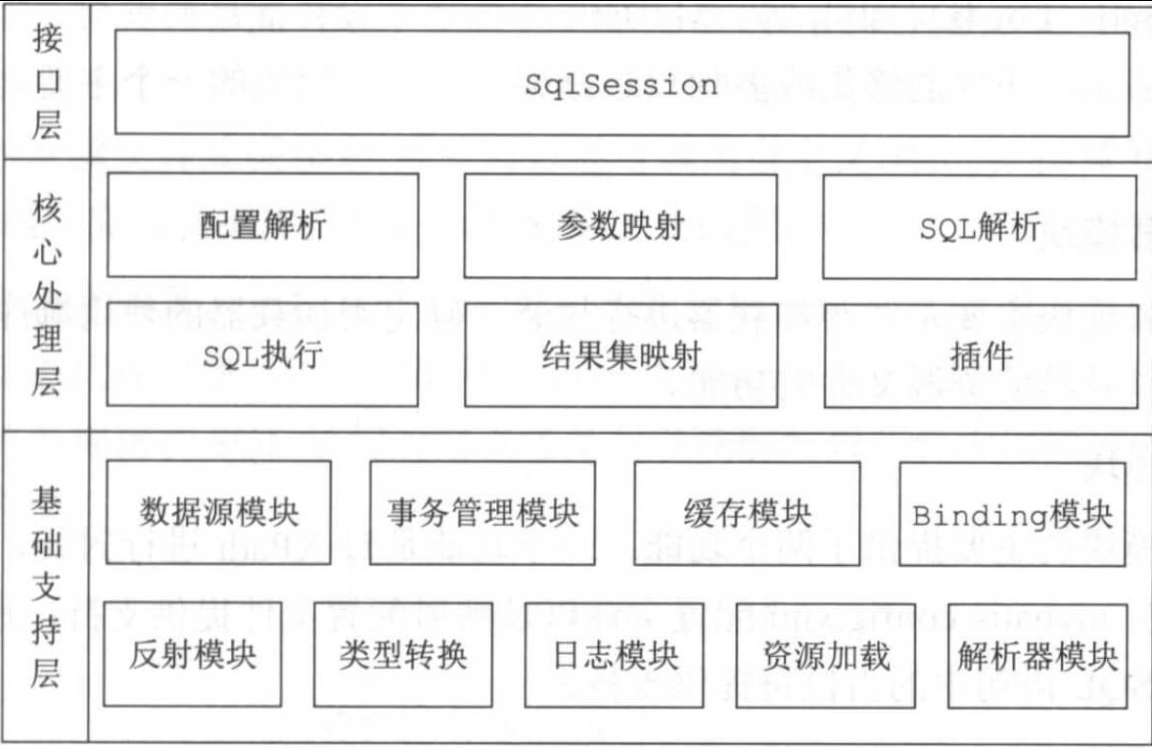 接口层
SqlSession
核心处理层
配置解析
参数映射
SQL解析
SQL执行
结果集映射
插件
基础支持层
数据源模块
事务管理模块
缓存模块
Binding模块
反射模块
类型转换
日志模块
资源加载
解析器模块